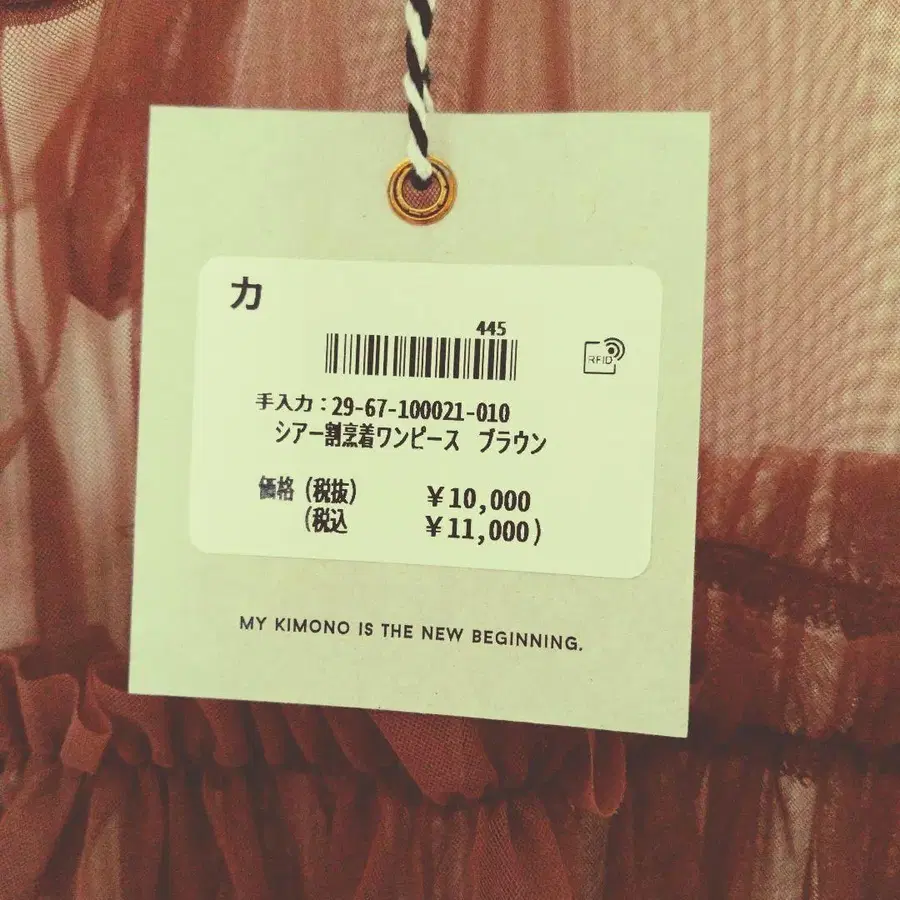 カ
445
RFID
手入力：29-67-100021-010
シアー割烹着ワンピース ブラウン
価格（税抜） ￥10,000
（税込 ￥11,000）
MY KIMONO IS THE NEW BEGINNING.